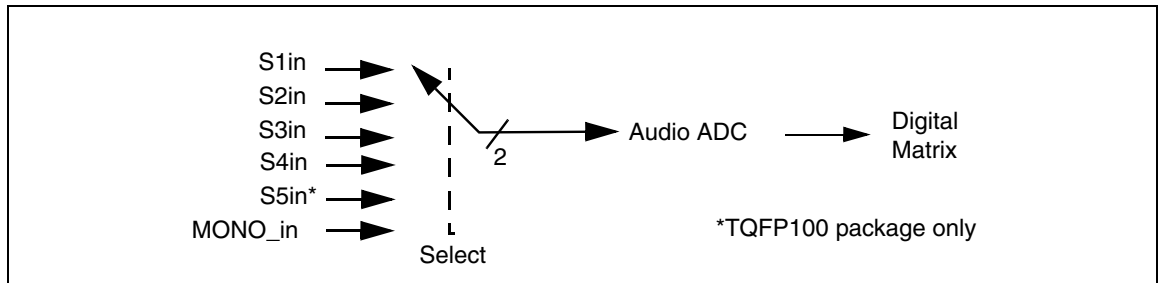 S1in
S2in
S3in
S4in
S5in*
MONO_in
Select
2
Audio ADC
Digital
Matrix
*TQFP100 package only